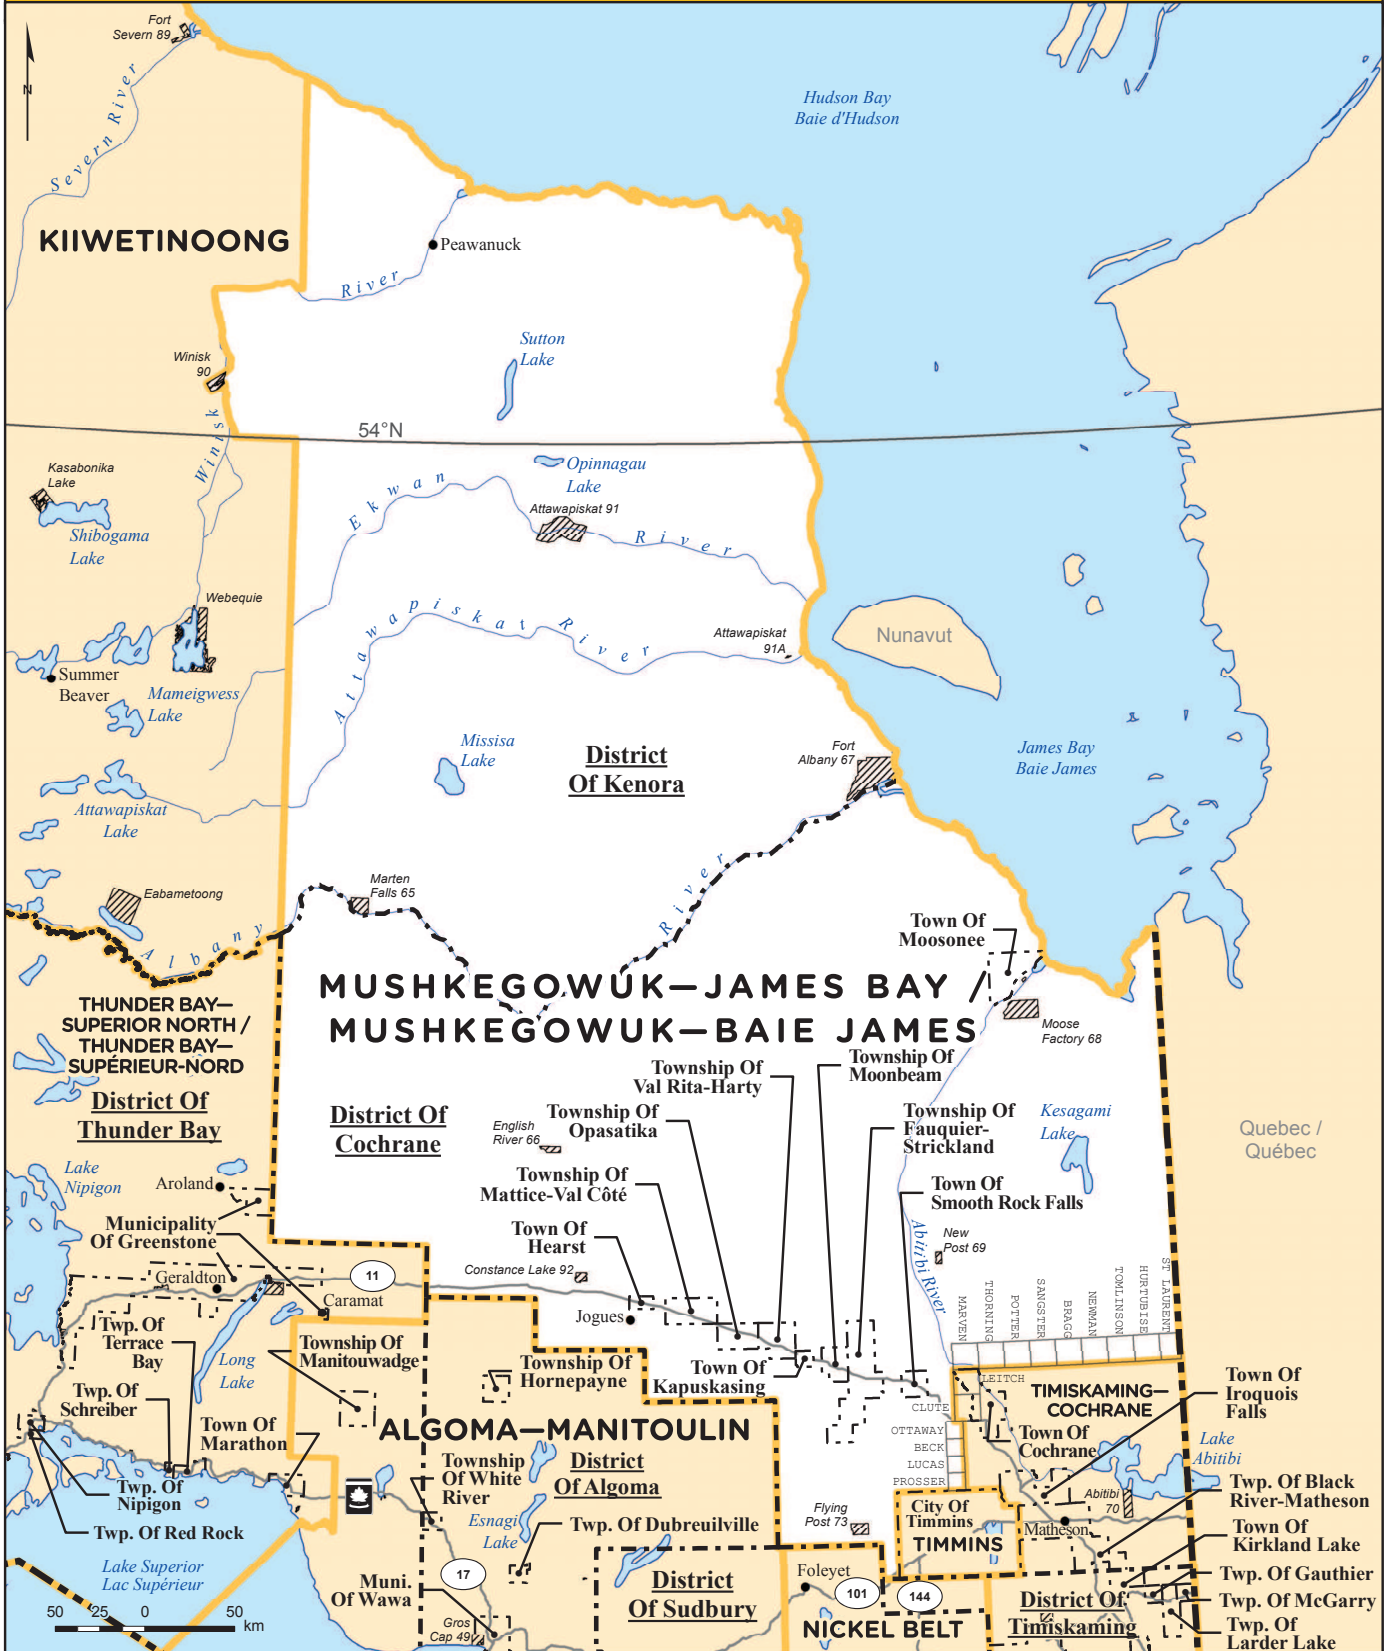 Fort
Severn 89
N
Severn River
Hudson Bay
Baie d'Hudson
KIIWETINOONG
Peawanuck
River
Winisk
90
Sutton
Lake
Winisk
54°N
Kasabonika
Lake
Shibogama
Lake
Ekwan
River
Opinnagau
Lake
Attawapiskat 91
Webequie
Attawapiskat
River
Attawapiskat
91A
Nunavut
Summer
Beaver
Mameigwess
Lake
Missisa
Lake
District
Of Kenora
Fort
Albany 67
James Bay
Baie James
Attawapiskat
Lake
Eabametoong
Marten
Falls 65
Albany
River
Town Of
Moosonee
MUSHKEGOWUK—JAMES BAY /
MUSHKEGOWUK—BAIE JAMES
Moose
Factory 68
THUNDER BAY—
SUPERIOR NORTH /
THUNDER BAY—
SUPÉRIEUR-NORD
District Of
Thunder Bay
District Of
Cochrane
Township Of
Val Rita-Harty
Township Of
Moonbeam
Township Of
Opasatika
Township Of
Fauquier-
Strickland
English
River 66
Kesagami
Lake
Quebec /
Québec
Lake
Nipigon
Aroland
Township Of
Mattice-Val Côté
Town Of
Smooth Rock Falls
Municipality
Of Greenstone
Town Of
Hearst
Constance Lake 92
Abitibi River
New
Post 69
Geraldton
11
Caramat
Jogues
MARVEN
THORNING
POTTER
SANGSTER
BRAGG
NEWMAN
TOMLINSON
HURTUBISE
ST LAURENT
Twp. Of
Terrace
Bay
Long
Lake
Township Of
Manitouwadge
Township Of
Hornepayne
Town Of
Kapuskasing
LEITCH
CLUTE
OTTAWAY
BECK
LUCAS
PROSSER
TIMISKAMING—
COCHRANE
Town Of
Cochrane
Town Of
Iroquois
Falls
Lake
Abitibi
Twp. Of
Schreiber
Town Of
Marathon
ALGOMA—MANITOULIN
Township
Of White
River
District
Of Algoma
Twp. Of
Nipigon
Twp. Of Red Rock
Esnagi
Lake
Twp. Of Dubreuilville
Flying
Post 73
City Of
Timmins
TIMMINS
Abitibi
70
Matheson
Twp. Of Black
River-Matheson
Town Of
Kirkland Lake
Twp. Of Gauthier
Twp. Of McGarry
Twp. Of
Larder Lake
Lake Superior
Lac Supérieur
50 25 0 50
km
17
Muni.
Of Wawa
Gros
Cap 49
District
Of Sudbury
Foleyet
101
144
NICKEL BELT
District Of
Timiskaming